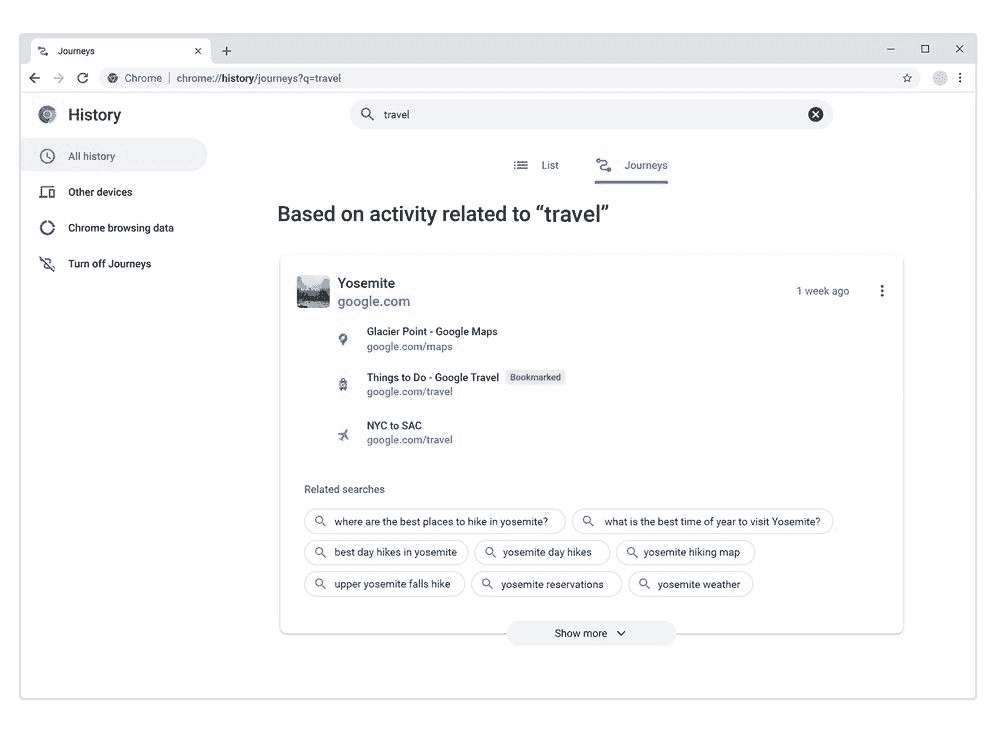 Journeys
Chrome chrome://history/journeys?q=travel
History
travel
All history
Other devices
Chrome browsing data
Turn off Journeys
List Journeys
Based on activity related to “travel”
Yosemite
google.com
1 week ago
Glacier Point - Google Maps
google.com/maps
Things to Do - Google Travel Bookmarked
google.com/travel
NYC to SAC
google.com/travel
Related searches
where are the best places to hike in yosemite? what is the best time of year to visit Yosemite?
best day hikes in yosemite yosemite day hikes yosemite hiking map
upper yosemite falls hike yosemite reservations yosemite weather
Show more